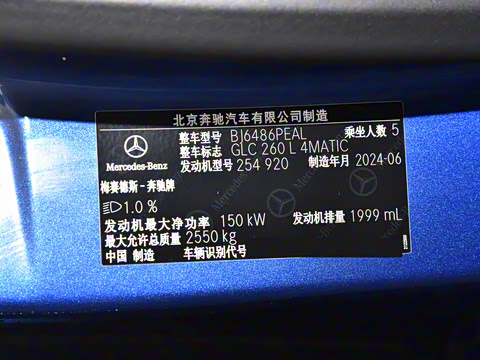 北京奔驰汽车有限公司制造
整车型号 BJ6486PEAL 乘坐人数 5
整车标志 GLC 260 L 4MATIC
发动机型号 254 920 制造年月 2024-06
Mercedes-Benz
梅赛德斯-奔驰牌
1.0 %
发动机最大净功率 150 kW 发动机排量 1999 mL
最大允许总质量 2550 kg
中国 制造 车辆识别代号